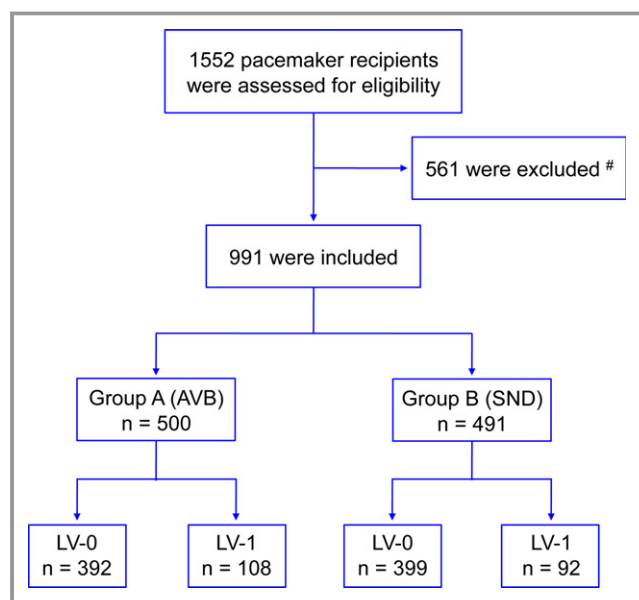 1552 pacemaker recipients
were assessed for eligibility
561 were excluded #
991 were included
Group A (AVB)
n = 500
Group B (SND)
n = 491
LV-0
n = 392
LV-1
n = 108
LV-0
n = 399
LV-1
n = 92